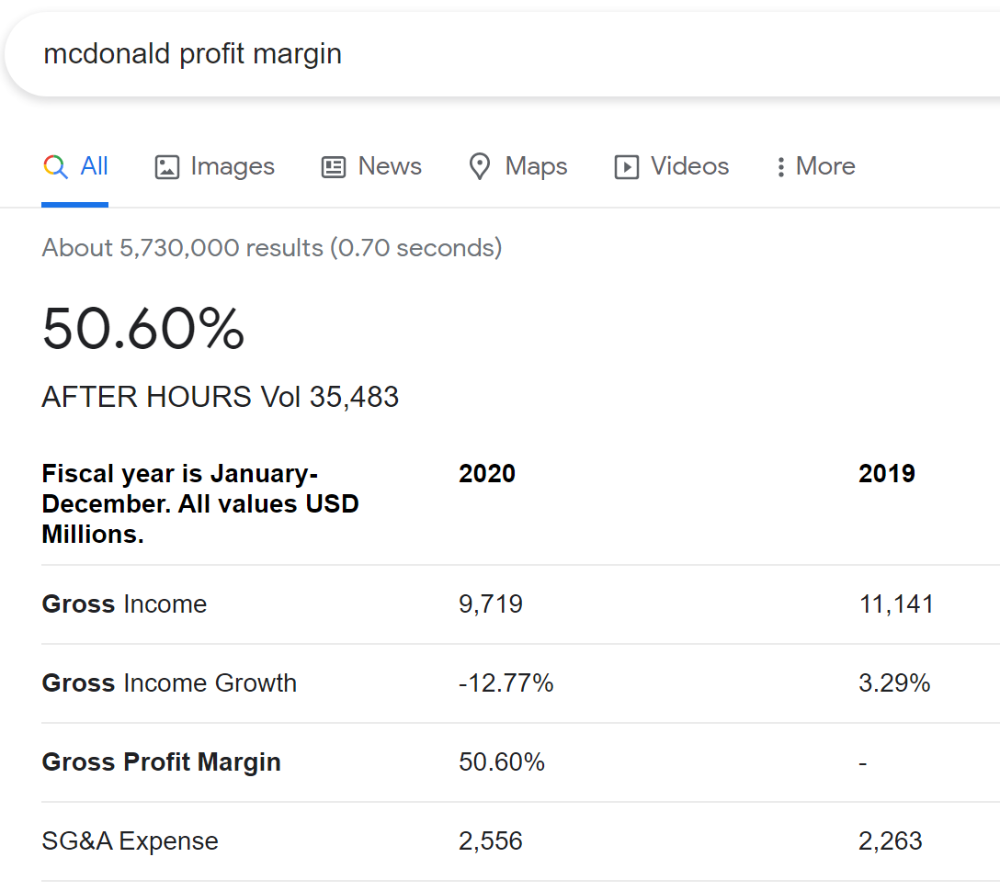 mcdonald profit margin
All Images News Maps Videos More
About 5,730,000 results (0.70 seconds)
50.60%
AFTER HOURS Vol 35,483
Fiscal year is January- 2020 2019
December. All values USD
Millions.
Gross Income 9,719 11,141
Gross Income Growth -12.77% 3.29%
Gross Profit Margin 50.60% -
SG&A Expense 2,556 2,263